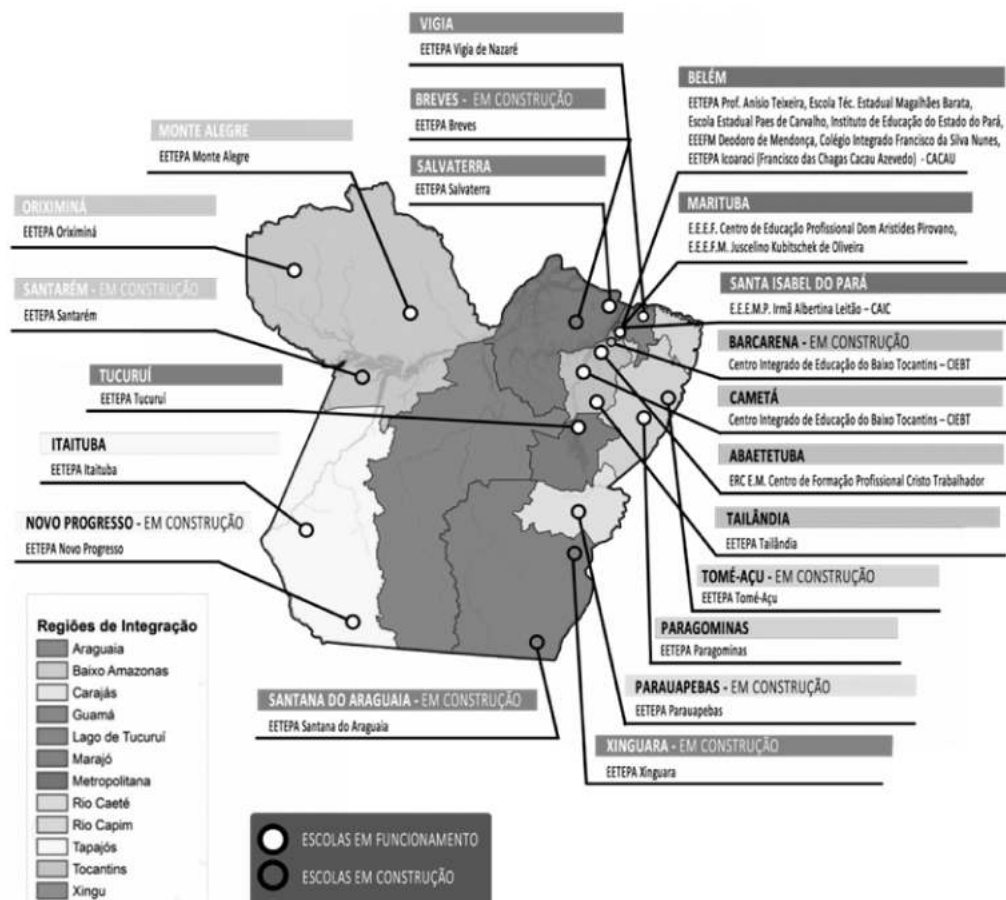 VIGIA
EETEPA Vigia de Nazaré
BREVES - EM CONSTRUÇÃO
EETEPA Breves
SALVATERRA
EETEPA Salvaterra
MONTE ALEGRE
EETEPA Monte Alegre
ORIXIMINÁ
EETEPA Oriximiná
SANTARÉM - EM CONSTRUÇÃO
EETEPA Santarém
TUCURUÍ
EETEPA Tucuruí
ITAITUBA
EETEPA Itaituba
NOVO PROGRESSO - EM CONSTRUÇÃO
EETEPA Novo Progresso
BELÉM
EETEPA Prof. Anísio Teixeira, Escola Téc. Estadual Magalhães Barata,
Escola Estadual Paes de Carvalho, Instituto de Educação do Estado do Pará,
EEEFM Deodoro de Mendonça, Colégio Integrado Francisco da Silva Nunes,
EETEPA Icoaraci (Francisco das Chagas Cacau Azevedo) - CACAU
MARITUBA
E.E.E.F. Centro de Educação Profissional Dom Aristides Pirovano,
E.E.E.F.M. Juscelino Kubitschek de Oliveira
SANTA ISABEL DO PARÁ
E.E.E.M.P. Irmã Albertina Leitão – CAIC
BARCARENA - EM CONSTRUÇÃO
Centro Integrado de Educação do Baixo Tocantins – CIEBT
CAMETÁ
Centro Integrado de Educação do Baixo Tocantins – CIEBT
ABAETETUBA
ERC E.M. Centro de Formação Profissional Cristo Trabalhador
TAILÂNDIA
EETEPA Tailândia
TOMÉ-AÇU - EM CONSTRUÇÃO
EETEPA Tomé-Açu
PARAGOMINAS
EETEPA Paragominas
PARAUAPEBAS - EM CONSTRUÇÃO
EETEPA Parauapebas
XINGUARA - EM CONSTRUÇÃO
EETEPA Xinguara
SANTANA DO ARAGUAIA - EM CONSTRUÇÃO
EETEPA Santana do Araguaia
Regiões de Integração
Araguaia
Baixo Amazonas
Carajás
Guamá
Lago de Tucuruí
Marajó
Metropolitana
Rio Caeté
Rio Capim
Tapajós
Tocantins
Xingu
ESCOLAS EM FUNCIONAMENTO
ESCOLAS EM CONSTRUÇÃO